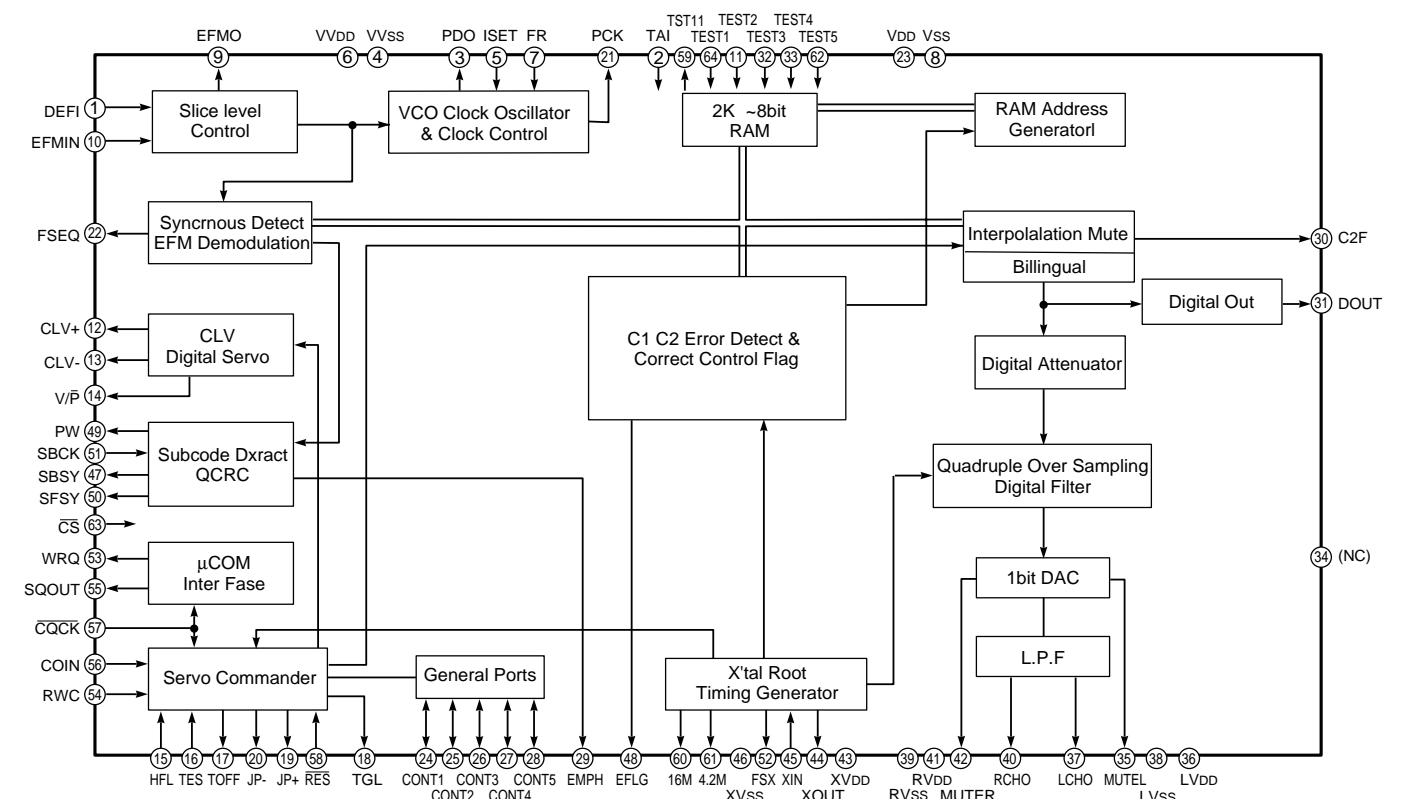 TST11 TEST2 TEST4
EFMO VVDD VVSS PDO ISET FR PCK TAI TEST1 TEST3 TEST5 VDD VSS
9 6 4 3 5 7 21 2 59 64 11 32 33 62 23 8
DEFI 1
EFMIN 10
Slice level
Control
VCO Clock Oscillator
& Clock Control
2K ~8bit
RAM
RAM Address
Generatorl
FSEQ 22
Syncrnous Detect
EFM Demodulation
Interpolalation Mute
Billingual
30 C2F
Digital Out
31 DOUT
CLV+ 12
CLV- 13
V/P̅ 14
CLV
Digital Servo
C1 C2 Error Detect &
Correct Control Flag
Digital Attenuator
PW 49
SBCK 51
SBSY 47
SFSY 50
Subcode Dxract
QCRC
Quadruple Over Sampling
Digital Filter
C̅S̅ 63
WRQ 53
SQOUT 55
μCOM
Inter Fase
34 (NC)
1bit DAC
C̅Q̅C̅K̅ 57
COIN 56
RWC 54
Servo Commander
General Ports
X'tal Root
Timing Generator
L.P.F
15 16 17 20 19 58 18 24 25 26 27 28 29 48 60 61 46 52 45 44 43 39 41 42 40 37 35 38 36
HFL TES TOFF JP- JP+ R̅E̅S̅ TGL CONT1 CONT3 CONT5 EMPH EFLG 16M 4.2M FSX XIN XVDD RVDD RCHO LCHO MUTEL LVDD
CONT2 CONT4 XVSS XOUT RVSS MUTER LVSS